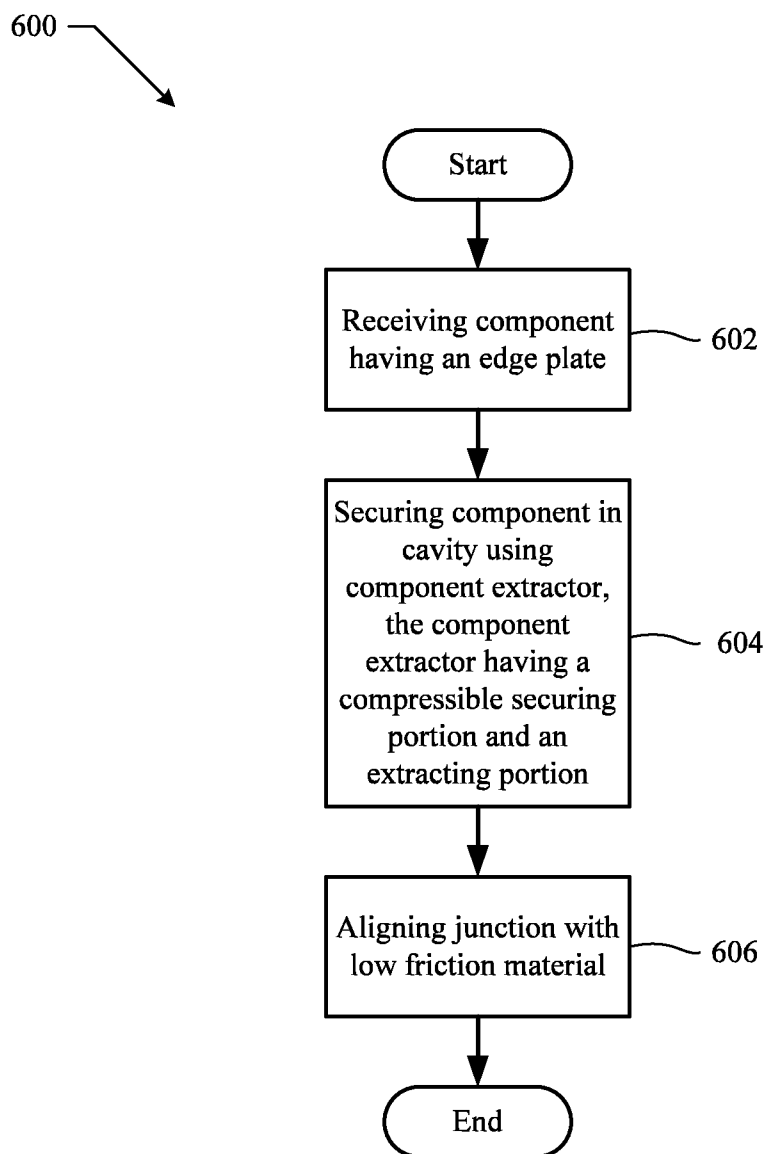 600
Start
Receiving component
having an edge plate
602
Securing component in
cavity using
component extractor,
the component
extractor having a
compressible securing
portion and an
extracting portion
604
Aligning junction with
low friction material
606
End